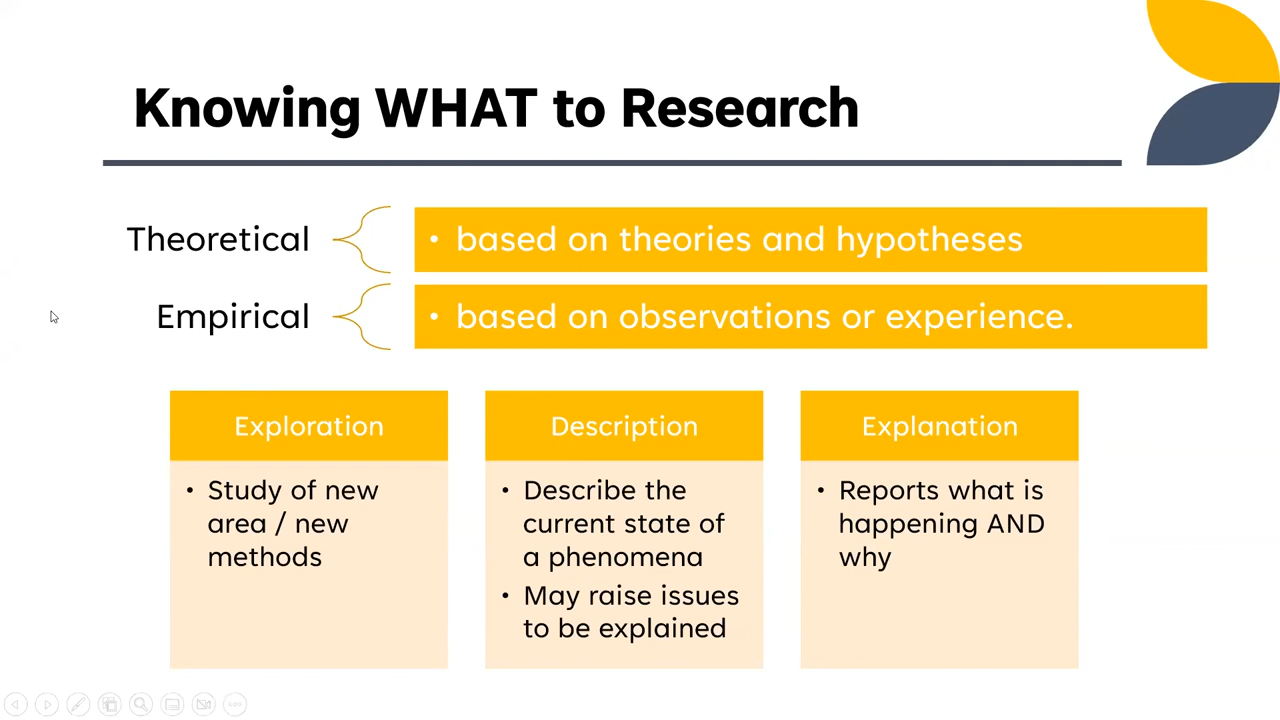 Knowing WHAT to Research
Theoretical
• based on theories and hypotheses
Empirical
• based on observations or experience.
Exploration
• Study of new
area / new
methods
Description
• Describe the
current state of
a phenomena
• May raise issues
to be explained
Explanation
• Reports what is
happening AND
why